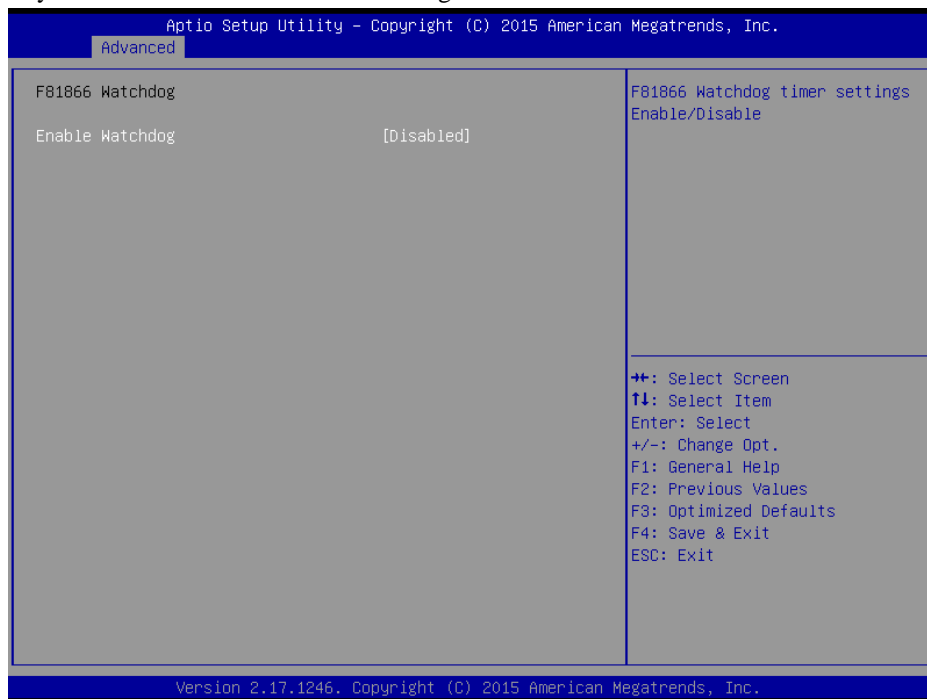 Aptio Setup Utility – Copyright (C) 2015 American Megatrends, Inc.
Advanced
F81866 Watchdog
Enable Watchdog [Disabled]
F81866 Watchdog timer settings
Enable/Disable
→←: Select Screen
↑↓: Select Item
Enter: Select
+/-: Change Opt.
F1: General Help
F2: Previous Values
F3: Optimized Defaults
F4: Save & Exit
ESC: Exit
Version 2.17.1246. Copyright (C) 2015 American Megatrends, Inc.